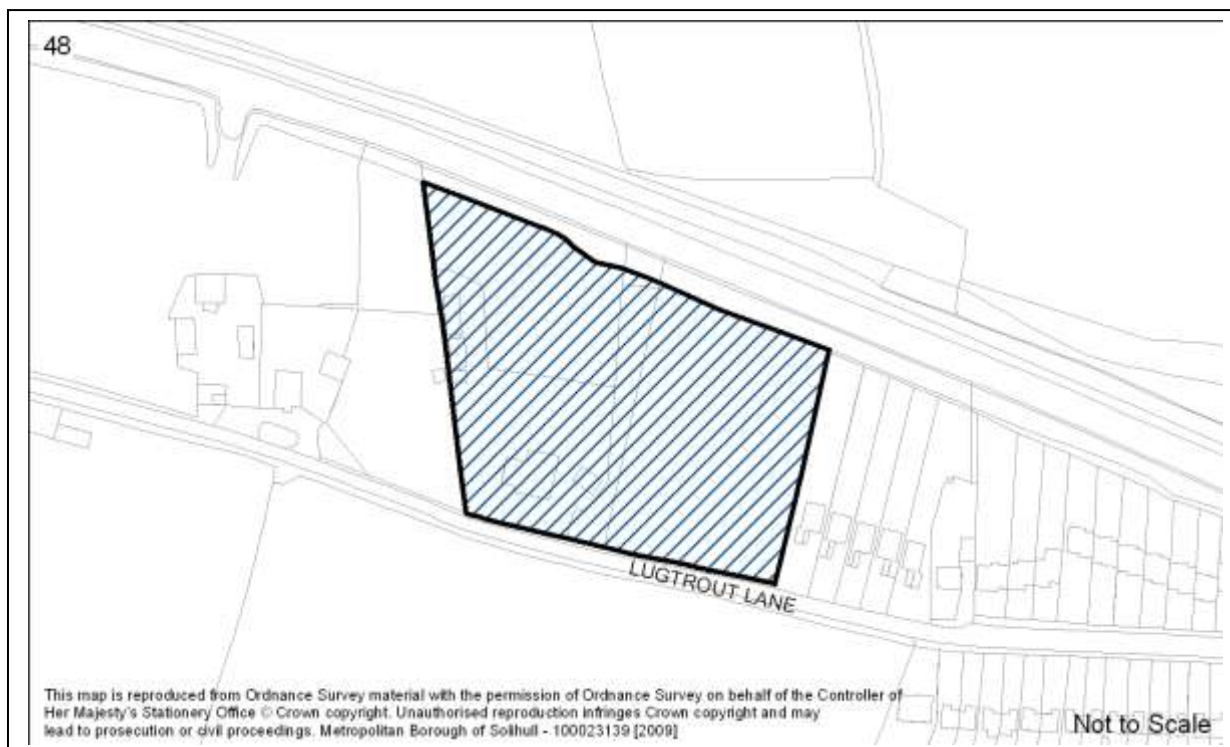 48
LUGTROUT LANE
This map is reproduced from Ordnance Survey material with the permission of Ordnance Survey on behalf of the Controller of
Her Majesty's Stationery Office © Crown copyright. Unauthorised reproduction infringes Crown copyright and may
lead to prosecution or civil proceedings. Metropolitan Borough of Solihull - 100023139 [2009]
Not to Scale